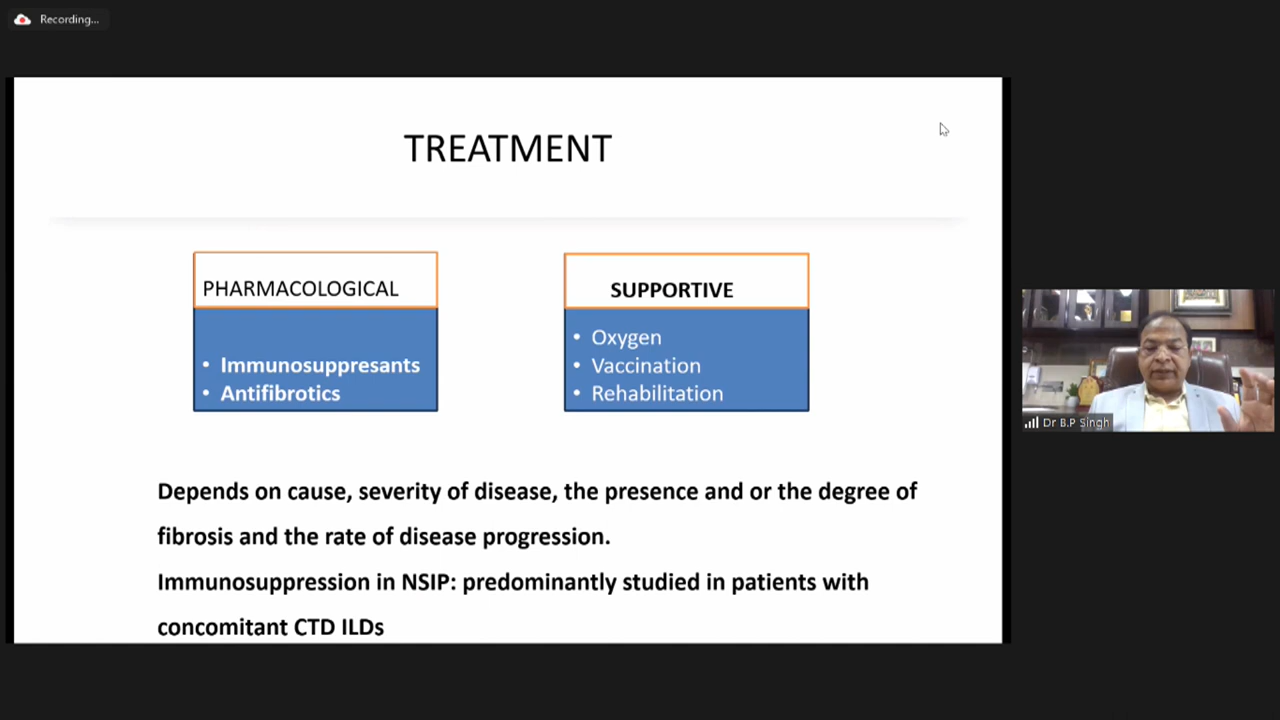 Recording...
TREATMENT
PHARMACOLOGICAL
• Immunosuppresants
• Antifibrotics
SUPPORTIVE
• Oxygen
• Vaccination
• Rehabilitation
Depends on cause, severity of disease, the presence and or the degree of
fibrosis and the rate of disease progression.
Immunosuppression in NSIP: predominantly studied in patients with
concomitant CTD ILDs
Dr B.P Singh